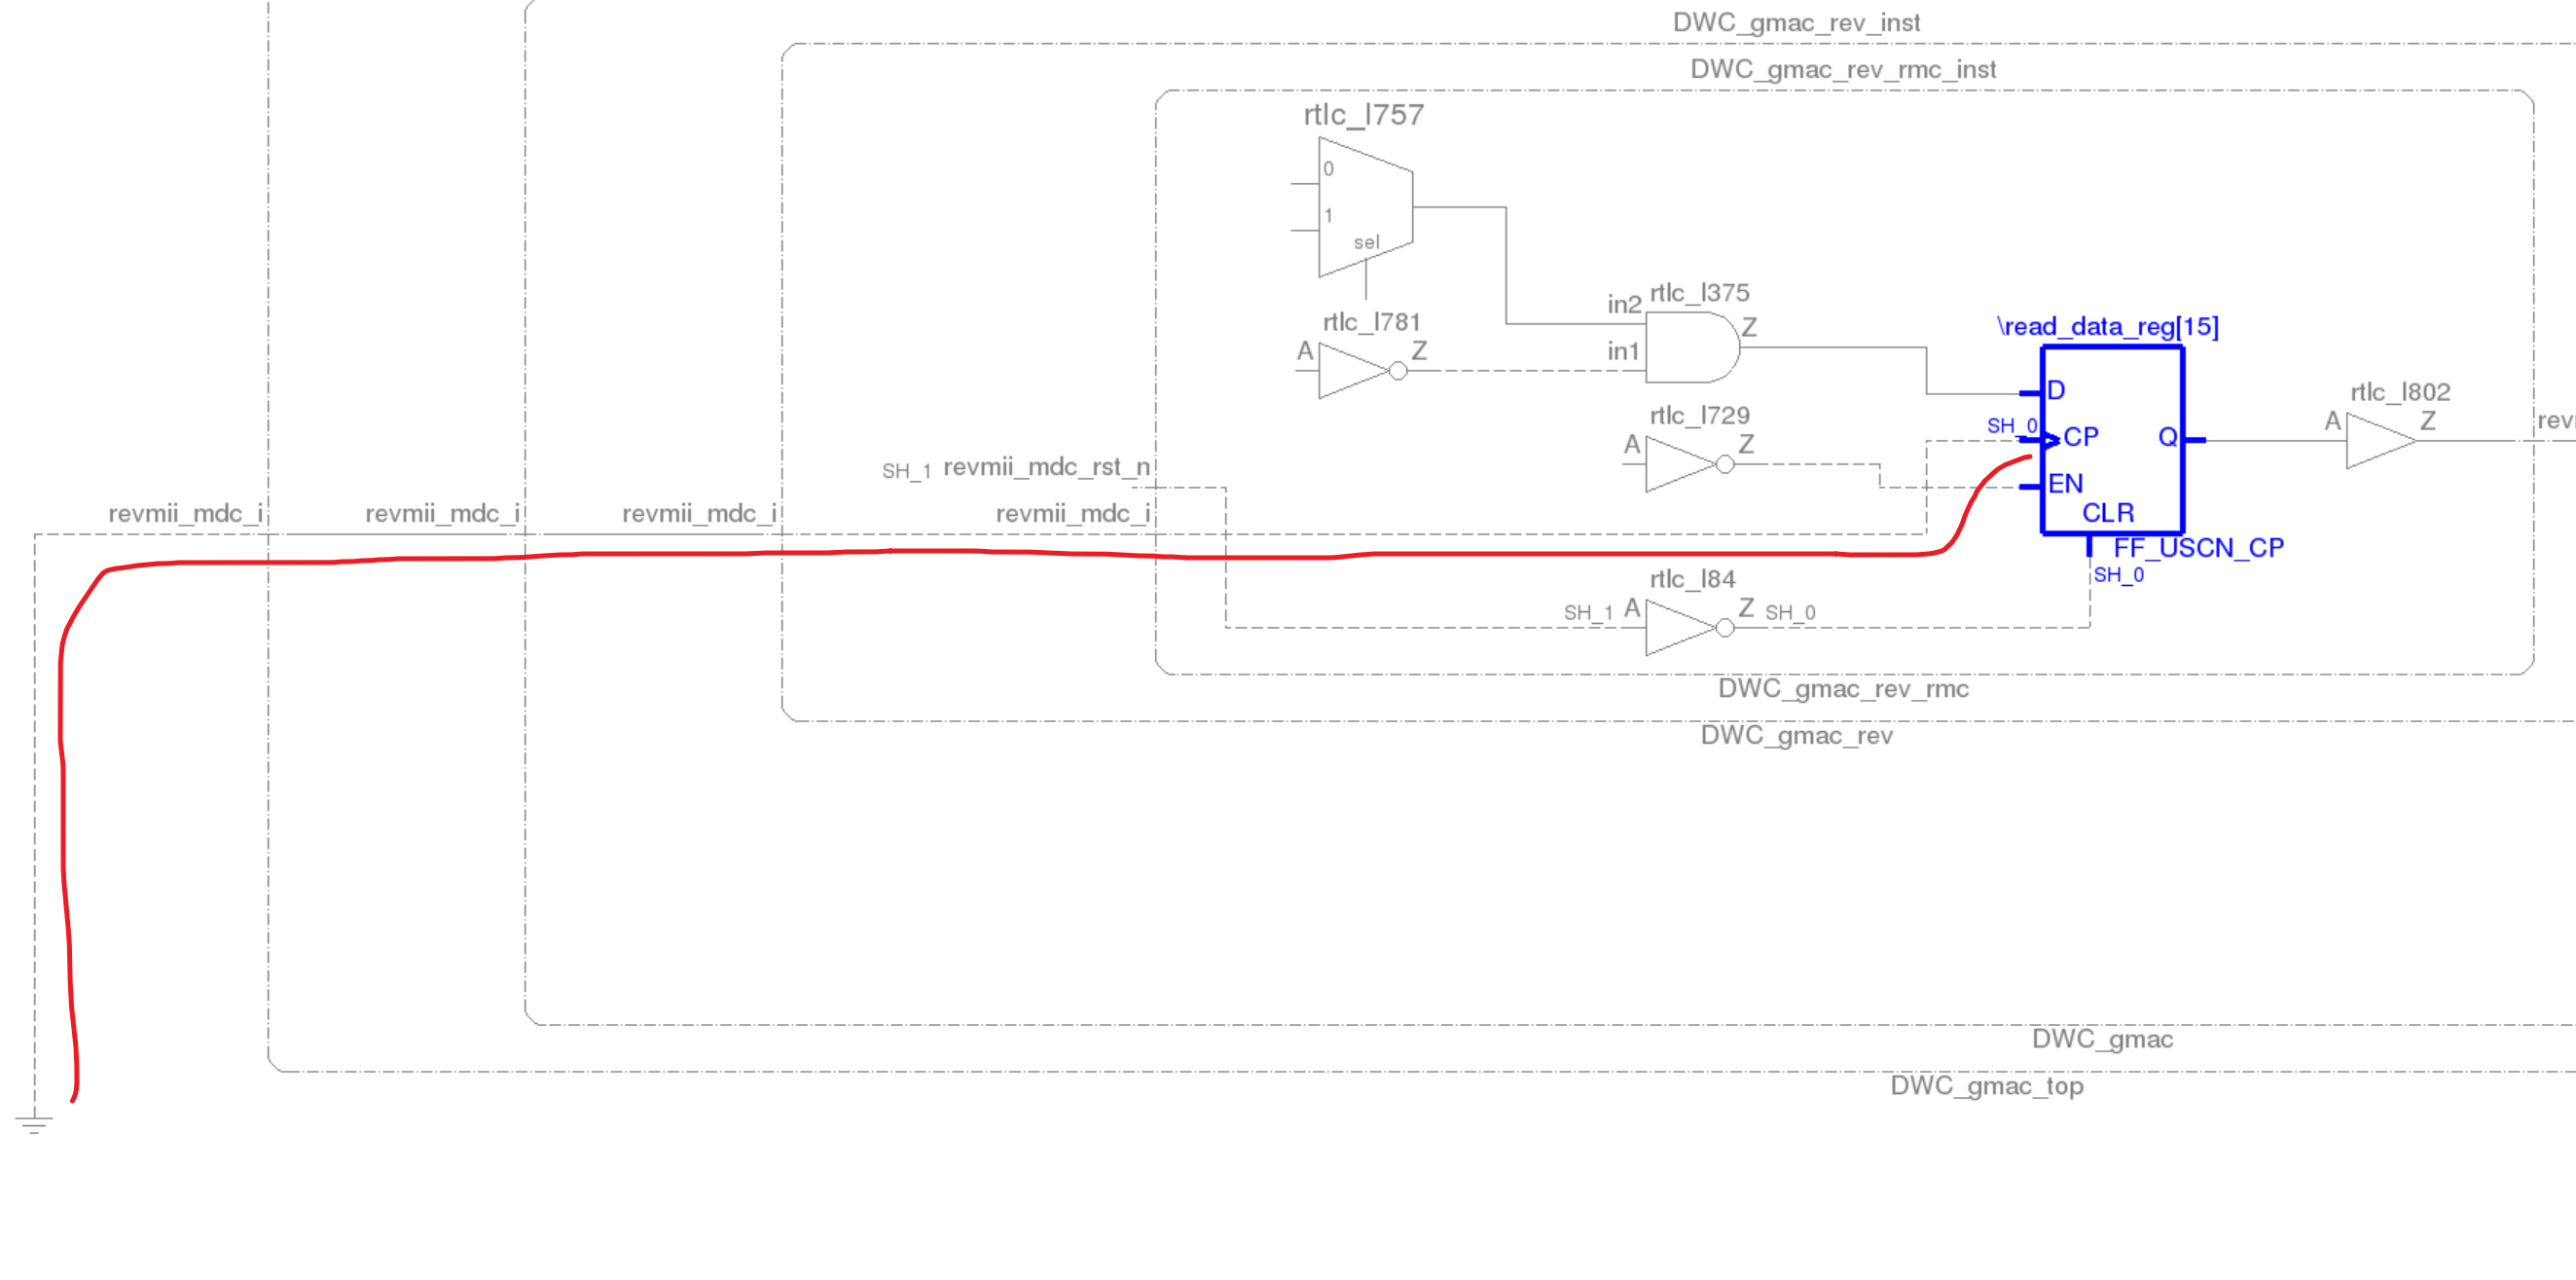 DWC_gmac_rev_inst
DWC_gmac_rev_rmc_inst
rtlc_I757
0
1
sel
rtlc_I375
in2
Z
in1
rtlc_I781
A
Z
\read_data_reg[15]
D
SH_0
CP
Q
EN
CLR
FF_USCN_CP
SH_0
rtlc_I802
A
Z
rtlc_I729
A
Z
SH_1 revmii_mdc_rst_n
revmii_mdc_i
revmii_mdc_i
revmii_mdc_i
revmii_mdc_i
rtlc_I84
SH_1 A
Z SH_0
DWC_gmac_rev_rmc
DWC_gmac_rev
DWC_gmac
DWC_gmac_top